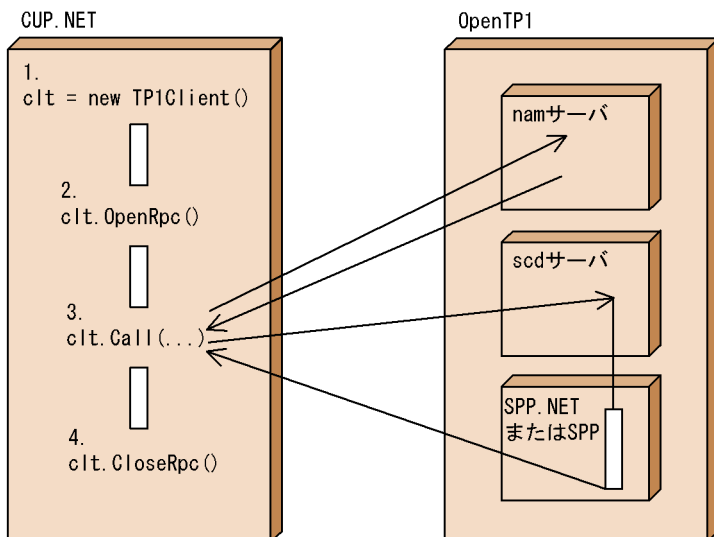 CUP.NET
1.
clt = new TP1Client()
2.
clt.OpenRpc()
3.
clt.Call(...)
4.
clt.CloseRpc()
OpenTP1
namサーバ
scdサーバ
SPP.NET
またはSPP